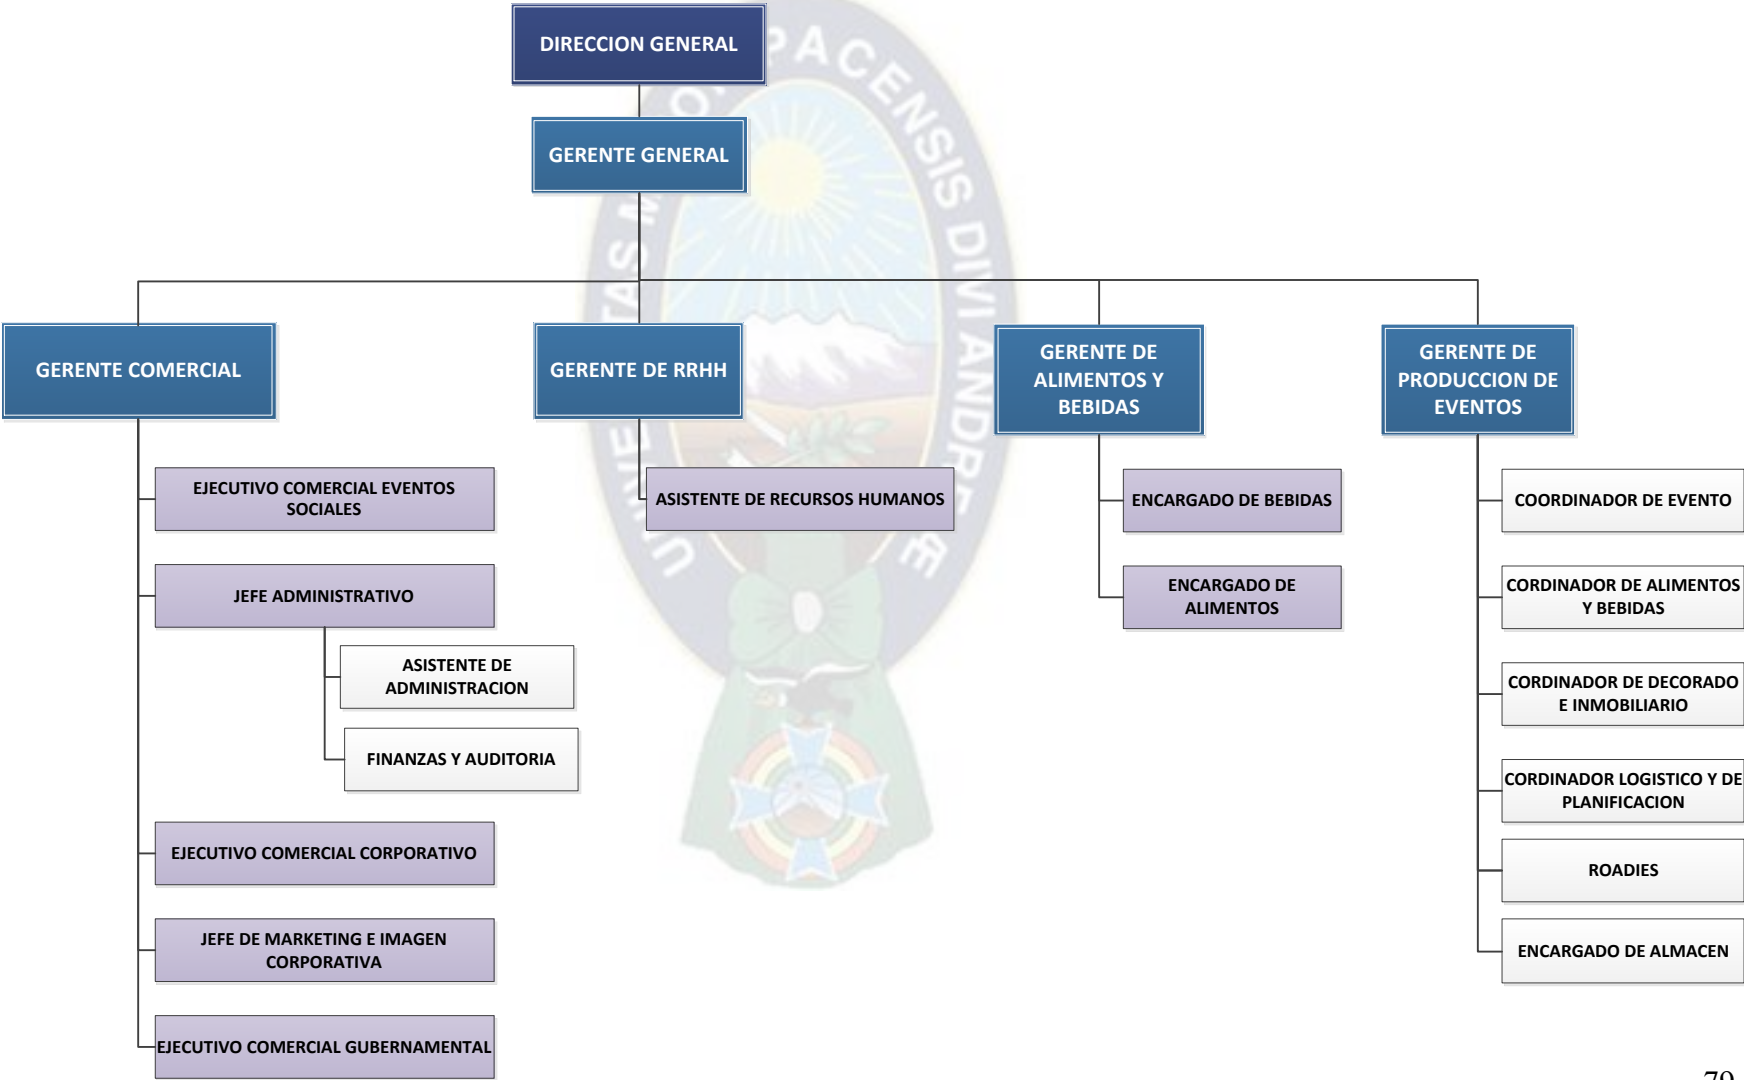 DIRECCION GENERAL
GERENTE GENERAL
GERENTE COMERCIAL
GERENTE DE RRHH
GERENTE DE
ALIMENTOS Y
BEBIDAS
GERENTE DE
PRODUCCION DE
EVENTOS
EJECUTIVO COMERCIAL EVENTOS
SOCIALES
JEFE ADMINISTRATIVO
ASISTENTE DE
ADMINISTRACION
FINANZAS Y AUDITORIA
EJECUTIVO COMERCIAL CORPORATIVO
JEFE DE MARKETING E IMAGEN
CORPORATIVA
EJECUTIVO COMERCIAL GUBERNAMENTAL
ASISTENTE DE RECURSOS HUMANOS
ENCARGADO DE BEBIDAS
ENCARGADO DE
ALIMENTOS
COORDINADOR DE EVENTO
CORDINADOR DE ALIMENTOS
Y BEBIDAS
CORDINADOR DE DECORADO
E INMOBILIARIO
CORDINADOR LOGISTICO Y DE
PLANIFICACION
ROADIES
ENCARGADO DE ALMACEN
PACENSIS DIVI ANDRE